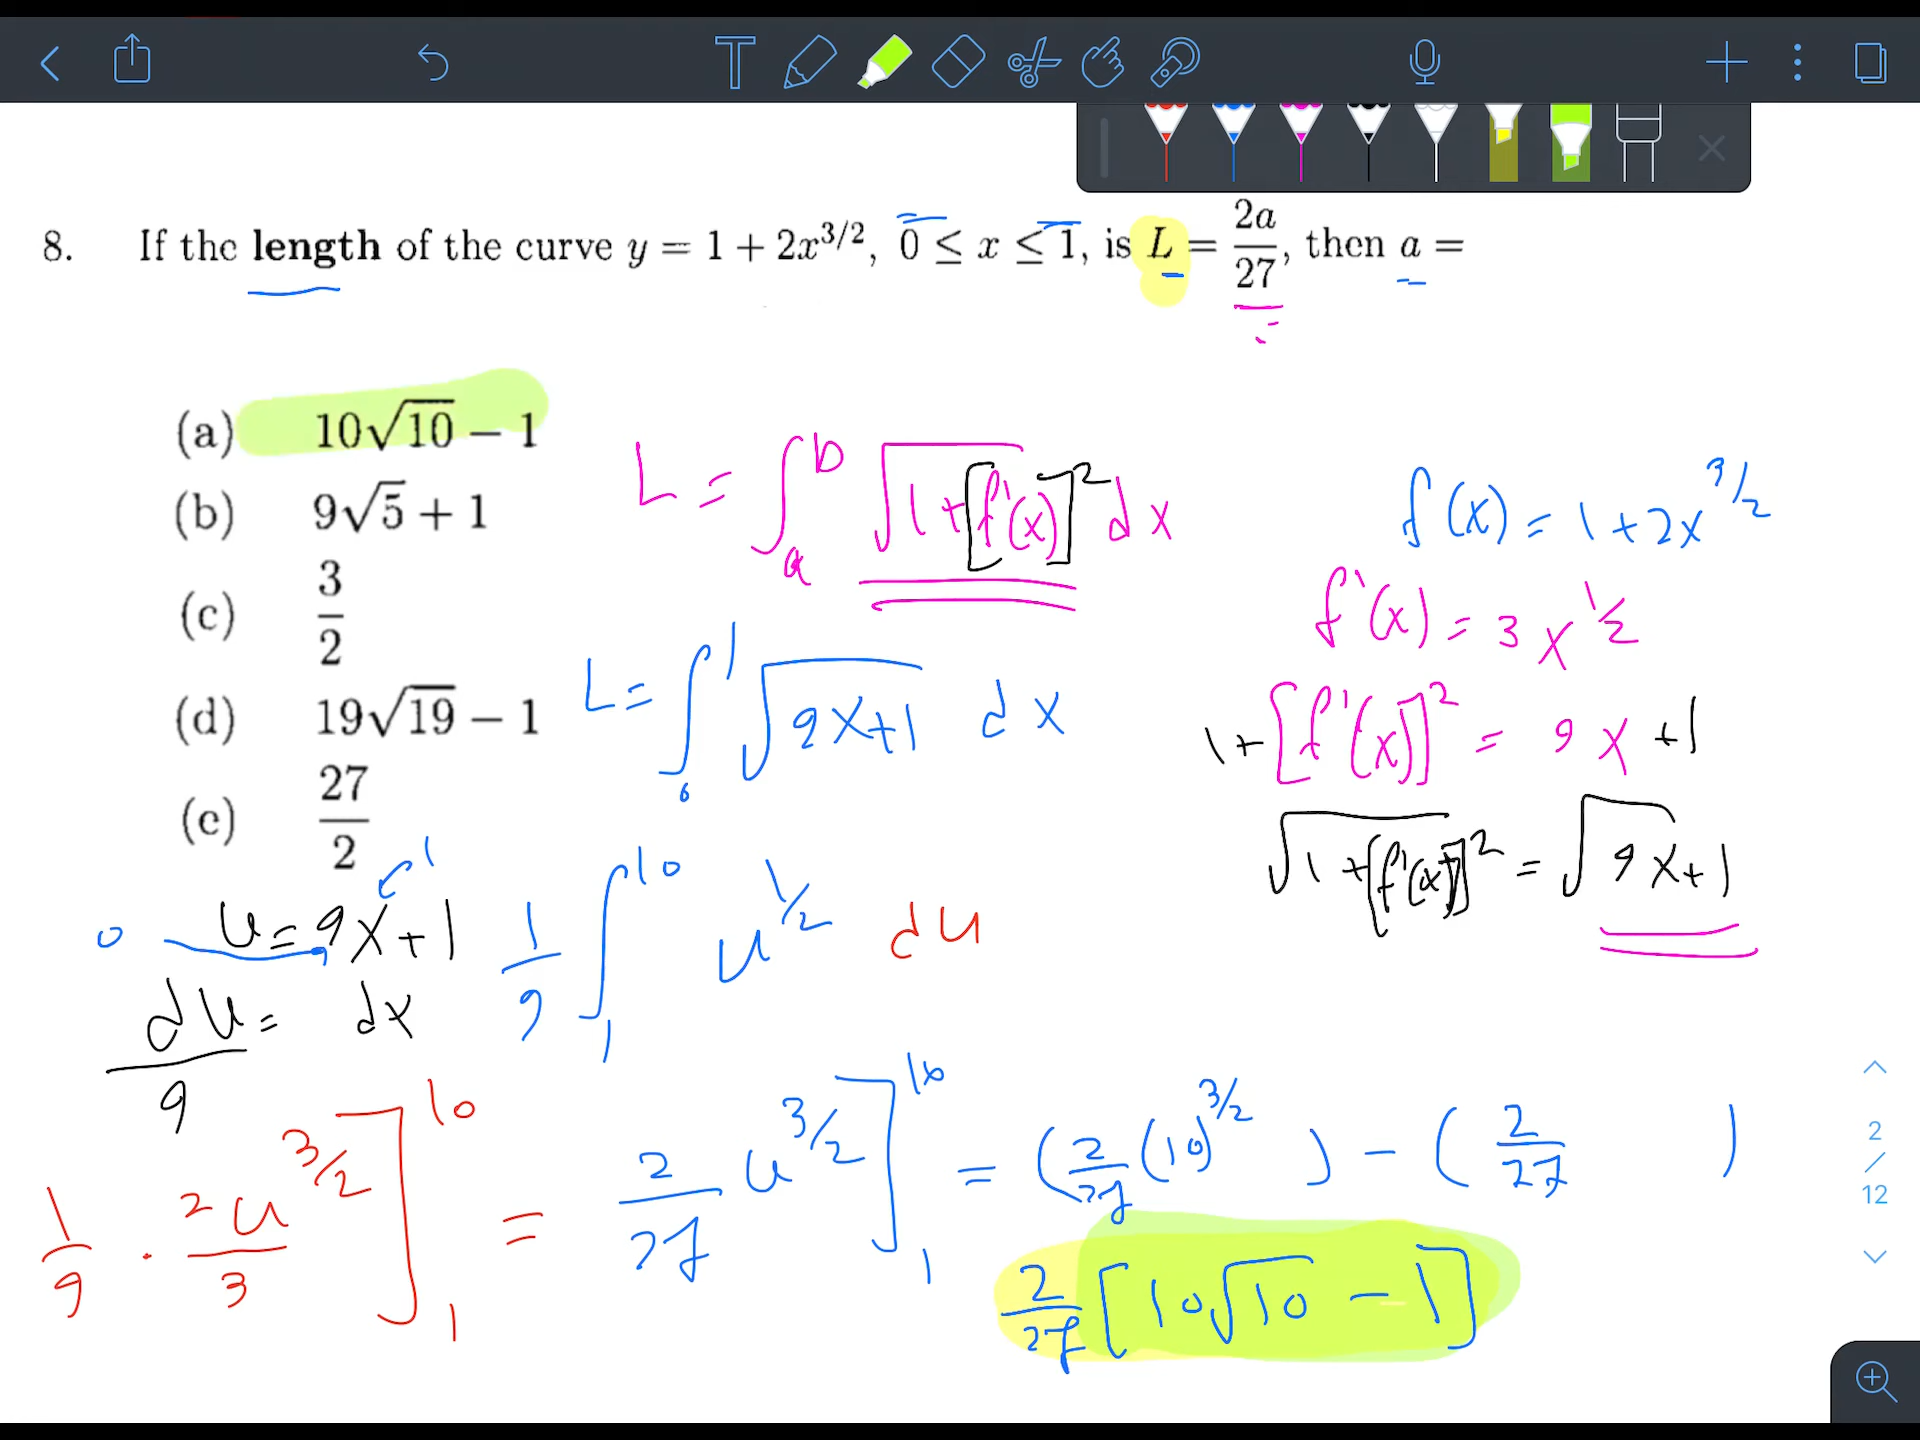 8. If the length of the curve y = 1 + 2x^{3/2}, 0 ≤ x ≤ 1, is L = 2a/27, then a =
(a) 10√10 − 1
(b) 9√5 + 1
(c) 3/2
(d) 19√19 − 1
(e) 27/2
L = ∫_a^b √(1+[f'(x)]^2) dx
f(x) = 1+2x^{3/2}
f'(x) = 3x^{1/2}
L = ∫_0^1 √(9x+1) dx
1+[f'(x)]^2 = 9x+1
√(1+[f'(x)]^2) = √(9x+1)
1
0 u = 9x+1
du/9 = dx
1/9 ∫_1^10 u^{1/2} du
1/9 · 2u^{3/2}/3 ]_1^10 = 2/27 u^{3/2} ]_1^10 = (2/27 (10)^{3/2}) − (2/27)
2/27 [10√10 − 1]
2
/
12